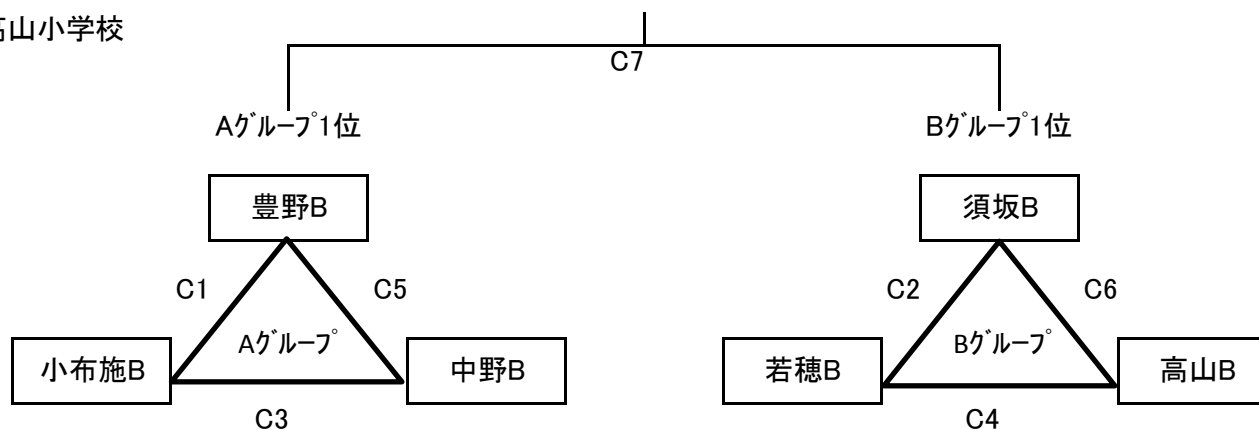 高山小学校
C7
Aグループ1位 Bグループ1位
豊野B 須坂B
C1 C5 C2 C6
Aグループ Bグループ
小布施B 中野B 若穂B 高山B
C3 C4